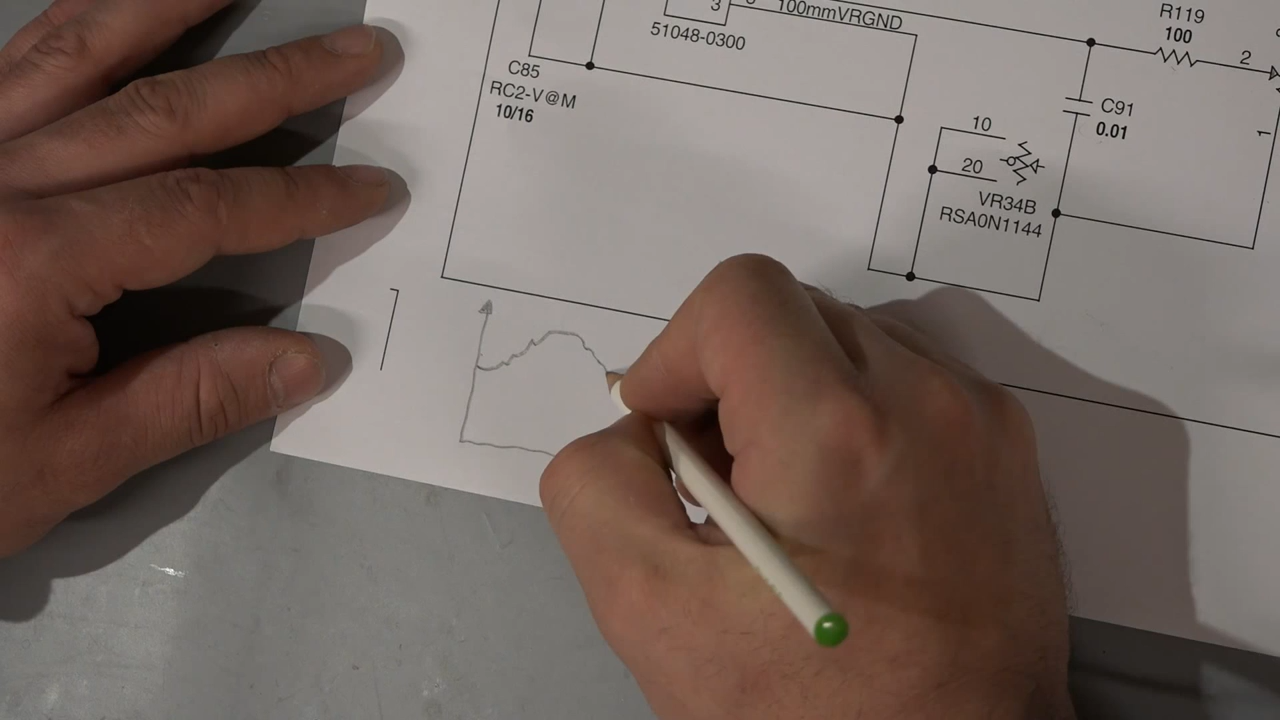 3
100mmVRGND
51048-0300
R119
100
2
C85
RC2-V@M
10/16
C91
0.01
1
10
20
VR34B
RSA0N1144